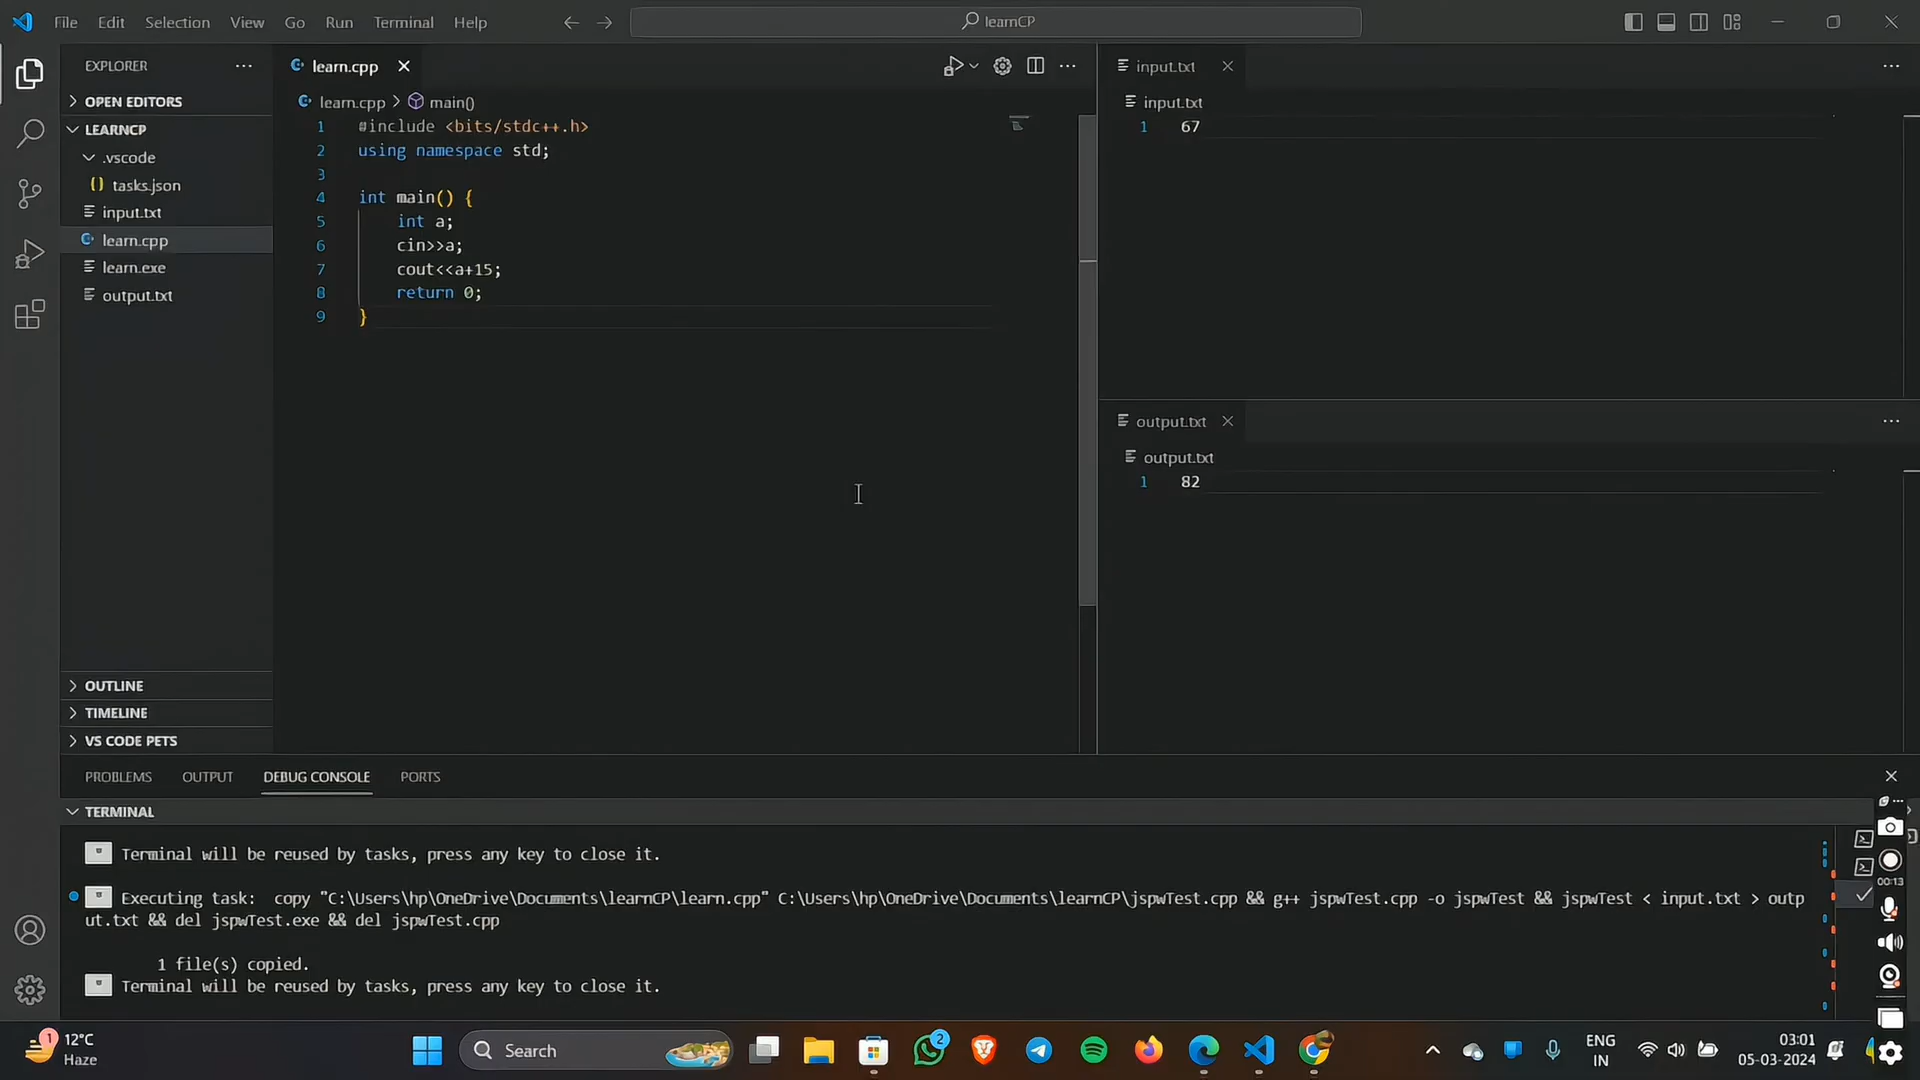 File Edit Selection View Go Run Terminal Help
learnCP
EXPLORER
OPEN EDITORS
LEARNCP
.vscode
tasks.json
input.txt
learn.cpp
learn.exe
output.txt
OUTLINE
TIMELINE
VS CODE PETS
learn.cpp
learn.cpp > main()
1 #include <bits/stdc++.h>
2 using namespace std;
3
4 int main() {
5 int a;
6 cin>>a;
7 cout<<a+15;
8 return 0;
9 }
input.txt
input.txt
1 67
output.txt
output.txt
1 82
PROBLEMS OUTPUT DEBUG CONSOLE PORTS
TERMINAL
Terminal will be reused by tasks, press any key to close it.
Executing task: copy "C:\Users\hp\OneDrive\Documents\learnCP\learn.cpp" C:\Users\hp\OneDrive\Documents\learnCP\jspwTest.cpp && g++ jspwTest.cpp -o jspwTest && jspwTest < input.txt > outp
ut.txt && del jspwTest.exe && del jspwTest.cpp
1 file(s) copied.
Terminal will be reused by tasks, press any key to close it.
00:13
1
12°C
Haze
Search
2
ENG
IN
03:01
05-03-2024